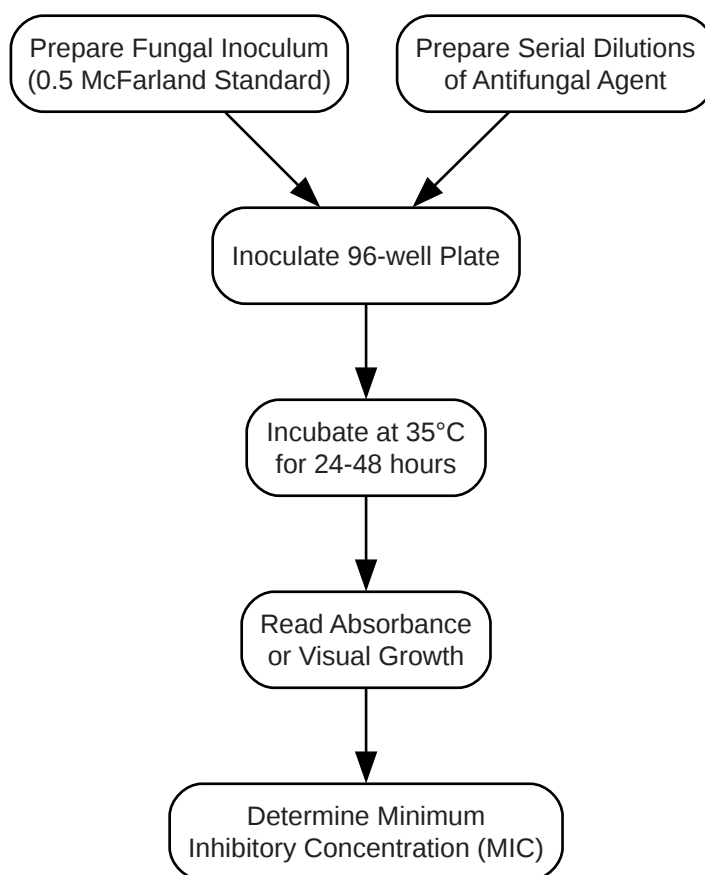 Prepare Fungal Inoculum
(0.5 McFarland Standard)
Prepare Serial Dilutions
of Antifungal Agent
Inoculate 96-well Plate
Incubate at 35°C
for 24-48 hours
Read Absorbance
or Visual Growth
Determine Minimum
Inhibitory Concentration (MIC)